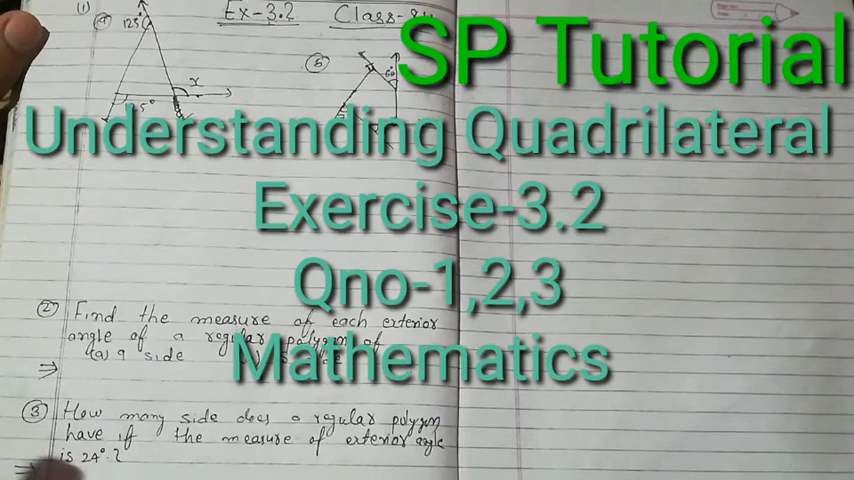 (1)
Ex-3.2
Class-8th
SP Tutorial
(a)
125°
x
125°
(b)
60°
Understanding Quadrilateral
Exercise-3.2
Qno-1,2,3
Mathematics
(2) Find the measure of each exterior
angle of a regular polygon of
(a) 9 side
(3) How many side does a regular polygon
have if the measure of exterior angle
is 24°.?